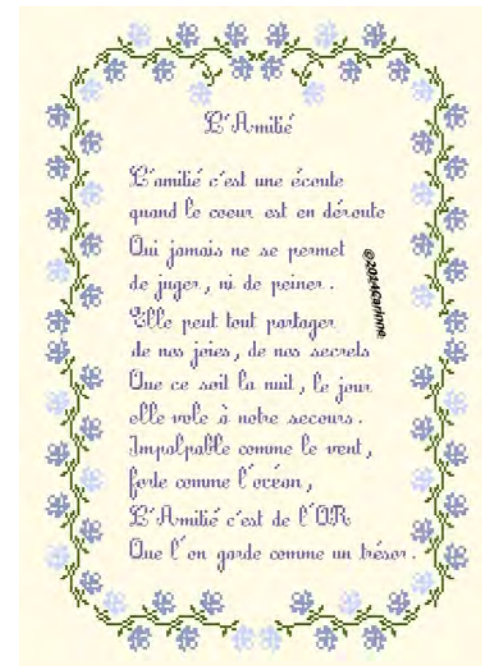 L'Amitié
L'amitié c'est une écoute
quand le coeur est en déroute
Qui jamais ne se permet
de juger, ni de peiner.
Elle peut tout partager
de nos joies, de nos secrets
Que ce soit la nuit, le jour
elle vole à notre secours.
Impalpable comme le vent,
forte comme l'océan,
L'Amitié c'est de l'OR
Que l'on garde comme un trésor.
©2014Carinne